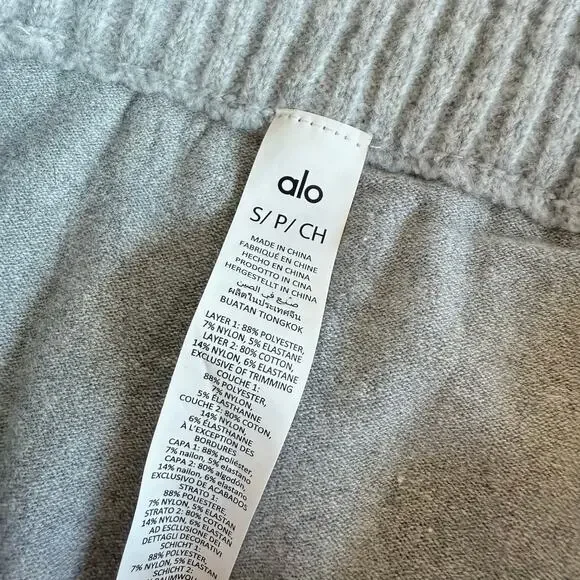 alo
S/ P/ CH
MADE IN CHINA
FABRIQUÉ EN CHINE
HECHO EN CHINA
PRODOTTO IN CINA
HERGESTELLT IN CHINA
صنع في الصين
ผลิตในประเทศจีน
BUATAN TIONGKOK
LAYER 1: 88% POLYESTER,
7% NYLON, 5% ELASTANE
LAYER 2: 80% COTTON,
14% NYLON, 6% ELASTANE
EXCLUSIVE OF TRIMMING
COUCHE 1:
88% POLYESTER,
7% NYLON,
5% ÉLASTHANNE
COUCHE 2: 80% COTON,
14% NYLON,
6% ÉLASTHANNE
À L'EXCEPTION DES
BORDURES
CAPA 1: 88% poliéster
7% nailon, 5% elastano
CAPA 2: 80% algodón,
14% nailon, 6% elastano
EXCLUSIVO DE ACABADOS
STRATO 1:
88% POLIESTERE,
7% NYLON, 5% ELASTAN
STRATO 2: 80% COTONE,
14% NYLON, 6% ELASTAN
AD ESCLUSIONE DEI
DETTAGLI DECORATIVI
SCHICHT 1:
88% POLYESTER,
7% NYLON, 5% ELASTAN
SCHICHT 2: